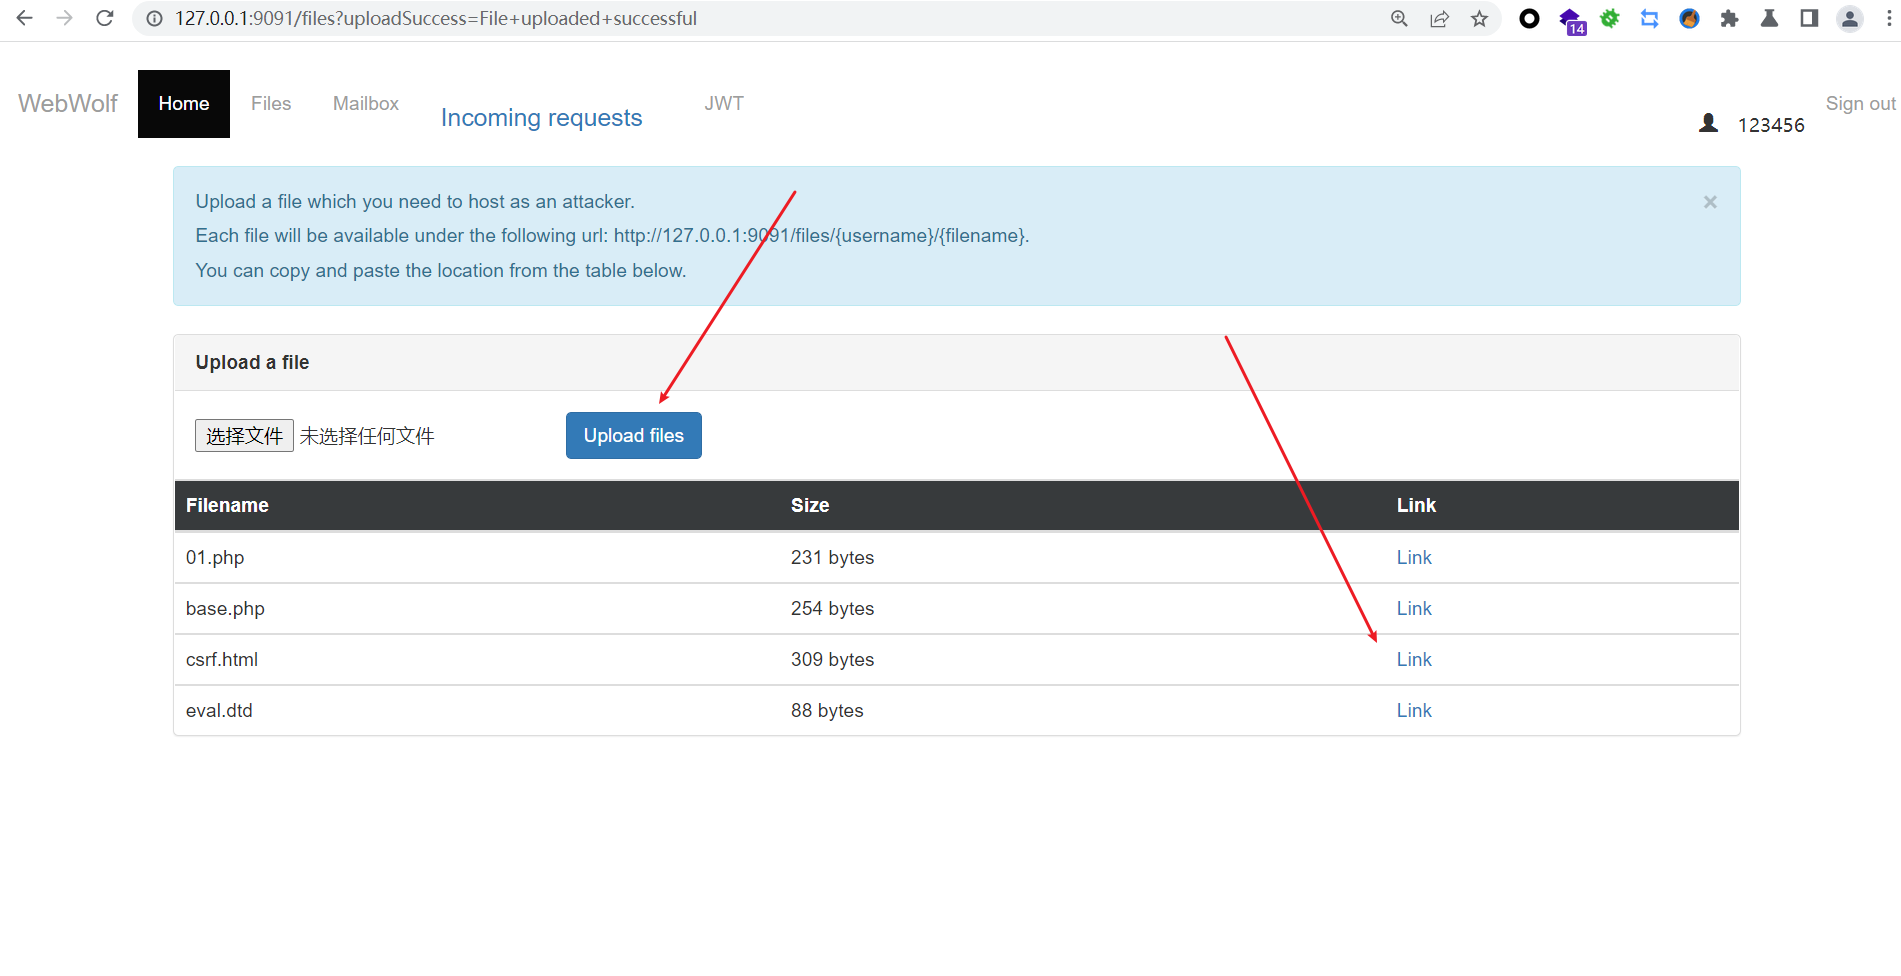 127.0.0.1:9091/files?uploadSuccess=File+uploaded+successful
14
WebWolf Home Files Mailbox Incoming requests JWT 123456 Sign out
Upload a file which you need to host as an attacker. ×
Each file will be available under the following url: http://127.0.0.1:9091/files/{username}/{filename}.
You can copy and paste the location from the table below.
Upload a file
选择文件 未选择任何文件 Upload files
Filename Size Link
01.php 231 bytes Link
base.php 254 bytes Link
csrf.html 309 bytes Link
eval.dtd 88 bytes Link